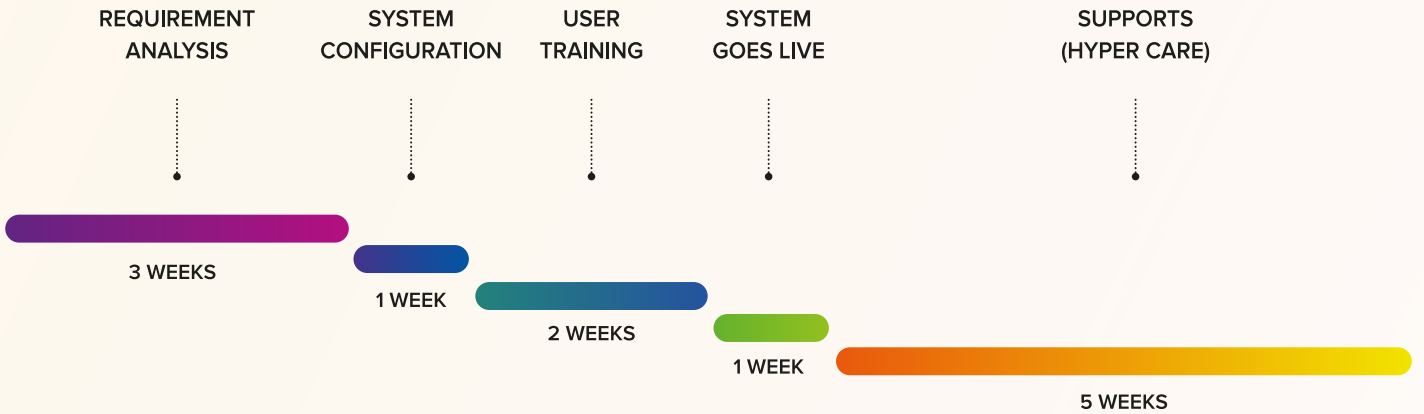 REQUIREMENT
ANALYSIS
SYSTEM
CONFIGURATION
USER
TRAINING
SYSTEM
GOES LIVE
SUPPORTS
(HYPER CARE)
3 WEEKS
1 WEEK
2 WEEKS
1 WEEK
5 WEEKS